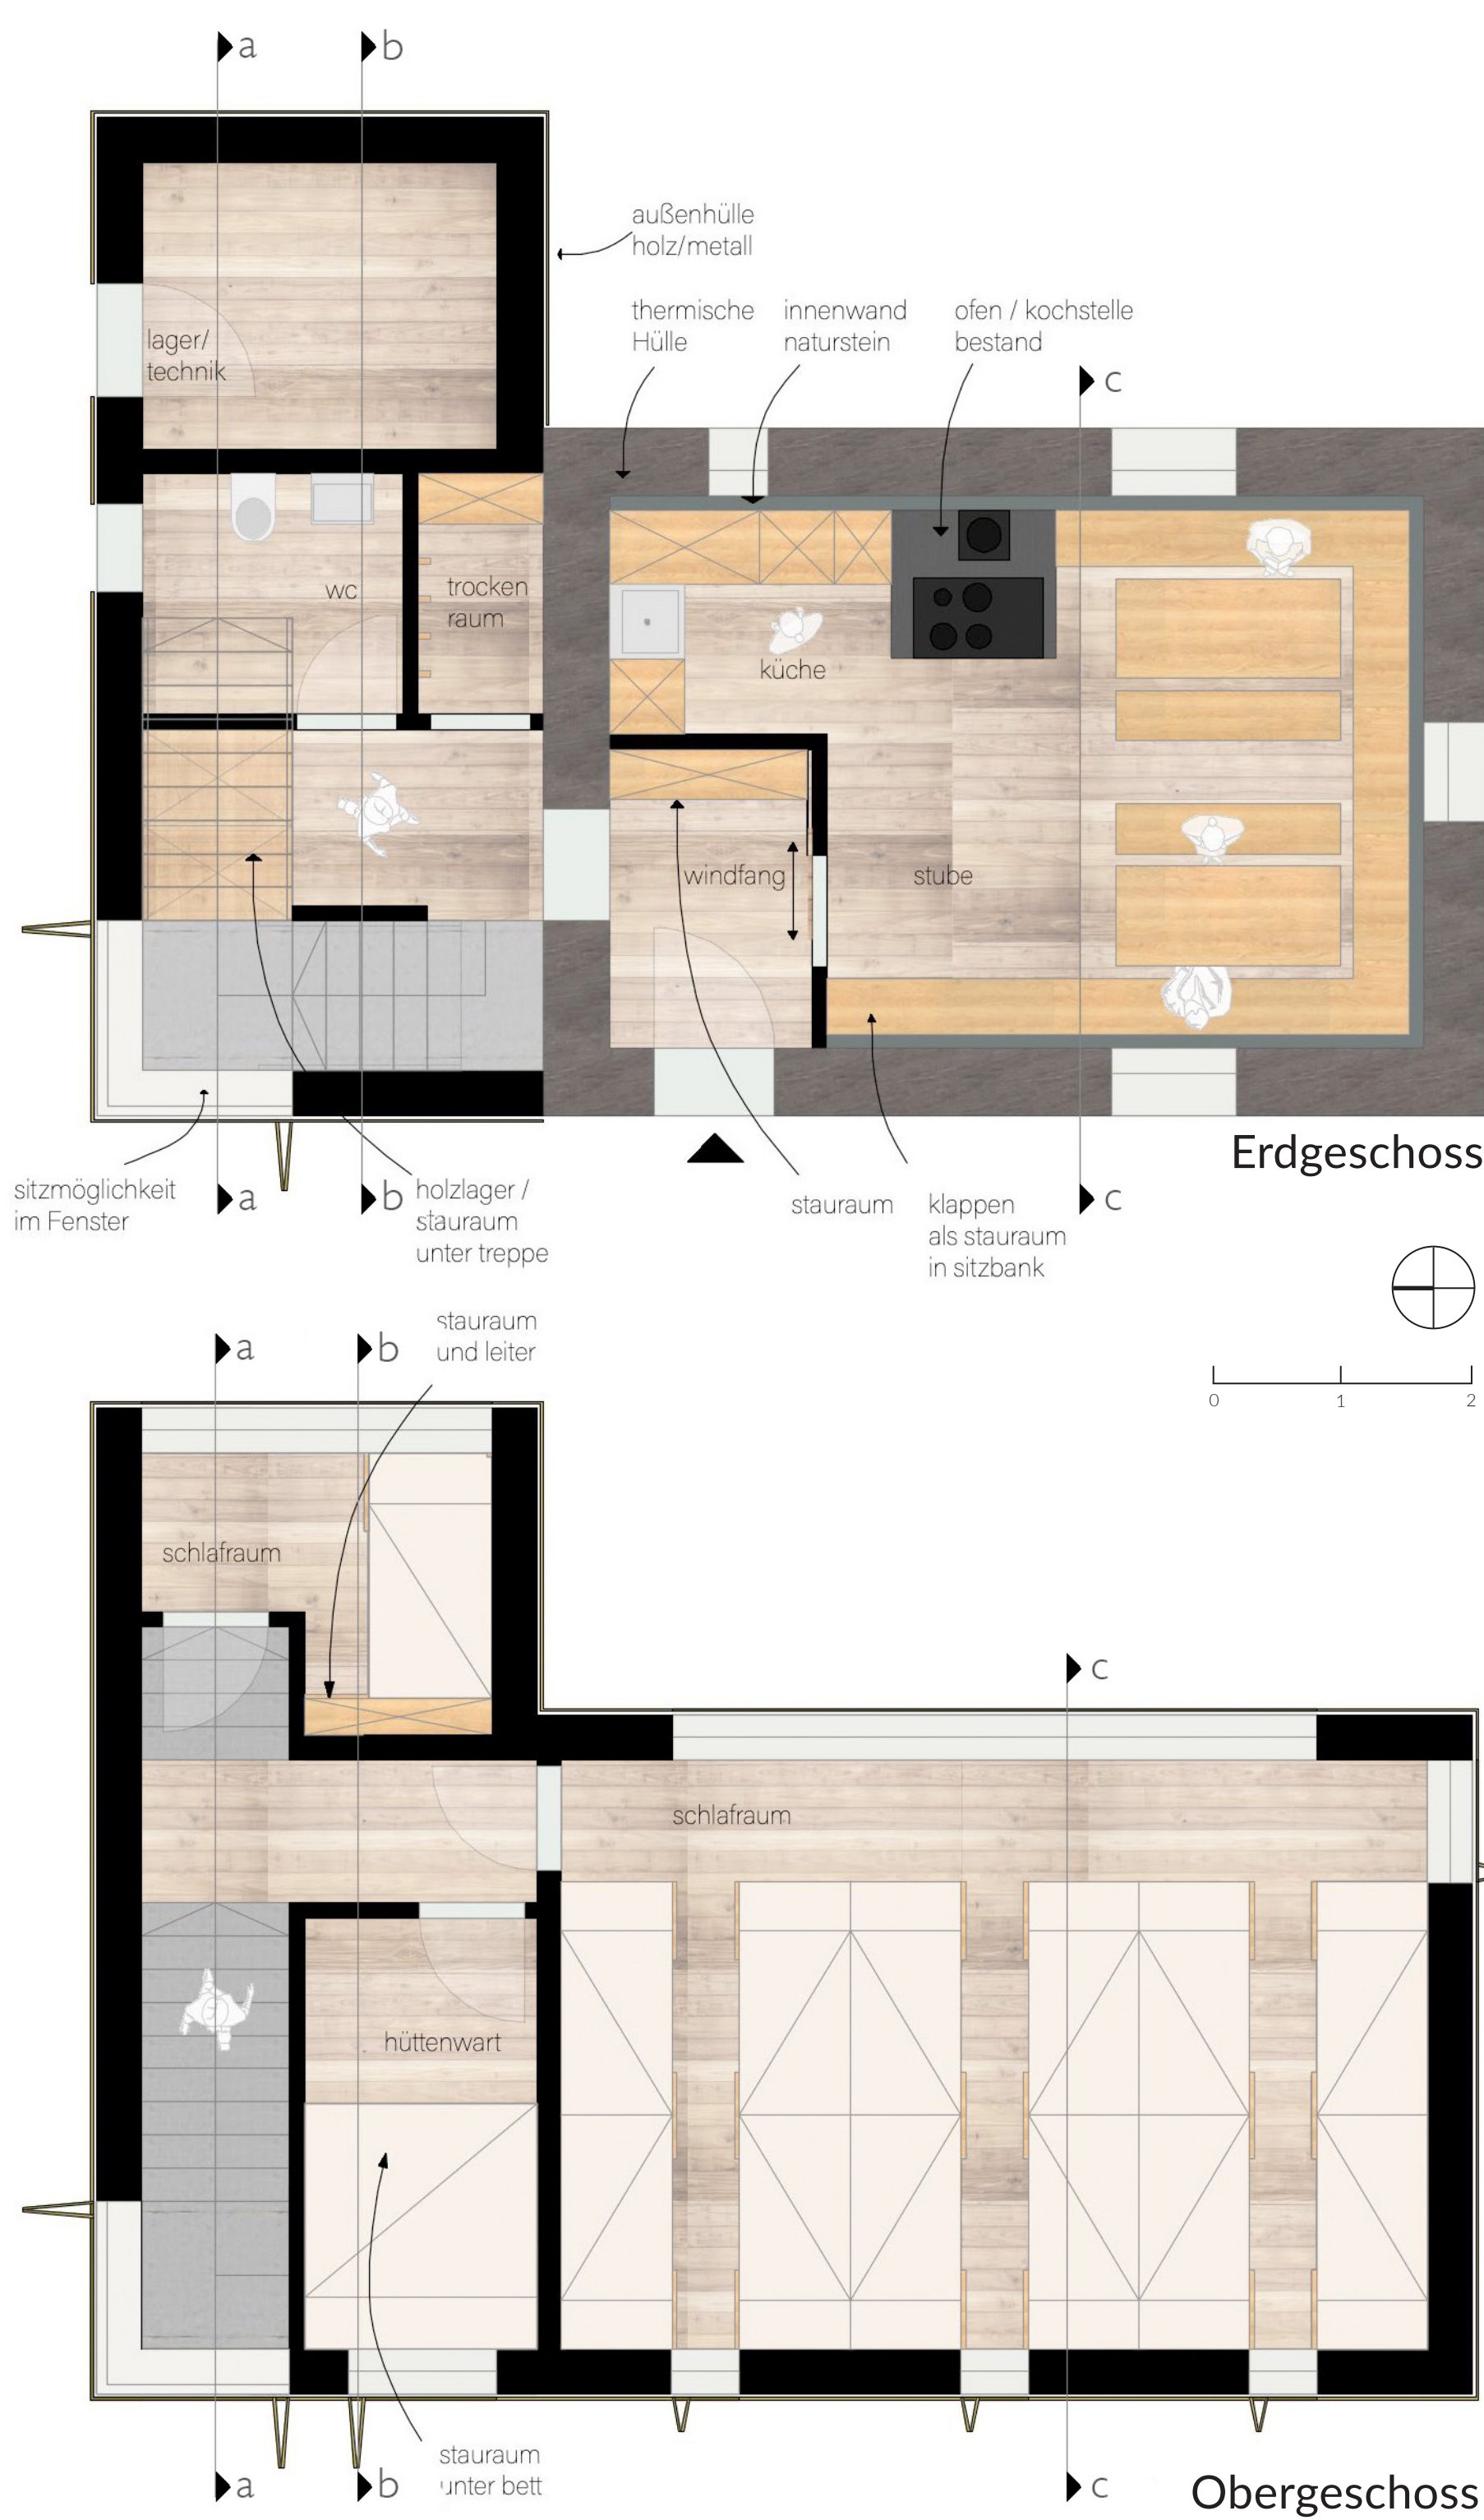 a
b
außenhülle
holz/metall
thermische
Hülle
innenwand
naturstein
ofen / kochstelle
bestand
lager/
technik
c
wc
trocken
raum
küche
windfang
stube
Erdgeschoss
sitzmöglichkeit
im Fenster
a
b
holzlager /
stauraum
unter treppe
stauraum
klappen
als stauraum
in sitzbank
c
stauraum
und leiter
a
b
0
1
2
schlafraum
c
schlafraum
hüttenwart
stauraum
unter bett
a
b
c
Obergeschoss